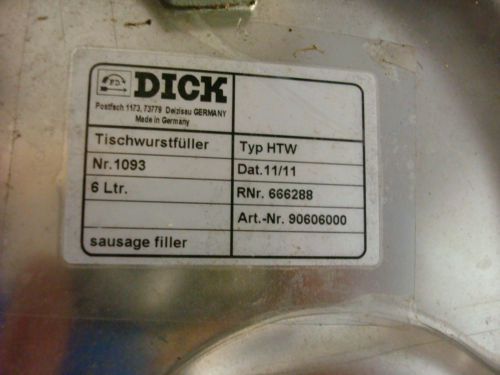 F.D.
DICK
Postfach 1173, 73779 Deizisau GERMANY
Made in Germany
Tischwurstfüller
Typ HTW
Nr.1093
Dat.11/11
6 Ltr.
RNr. 666288
Art.-Nr. 90606000
sausage filler